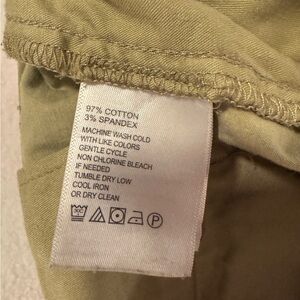 97% COTTON
3% SPANDEX
MACHINE WASH COLD
WITH LIKE COLORS
GENTLE CYCLE
NON CHLORINE BLEACH
IF NEEDED
TUMBLE DRY LOW
COOL IRON
OR DRY CLEAN
P